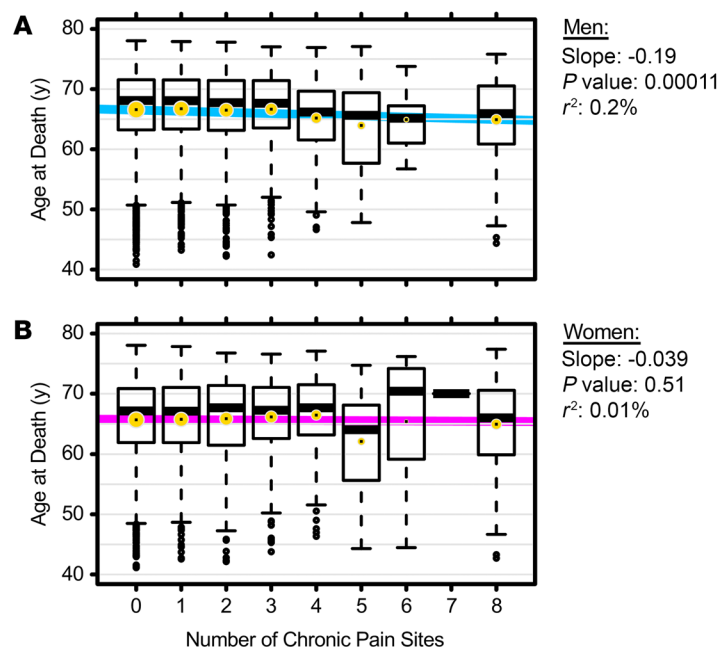 A
Men:
Slope: -0.19
P value: 0.00011
r²: 0.2%
Age at Death (y)
80
70
60
50
40
B
Women:
Slope: -0.039
P value: 0.51
r²: 0.01%
Age at Death (y)
80
70
60
50
40
0 1 2 3 4 5 6 7 8
Number of Chronic Pain Sites